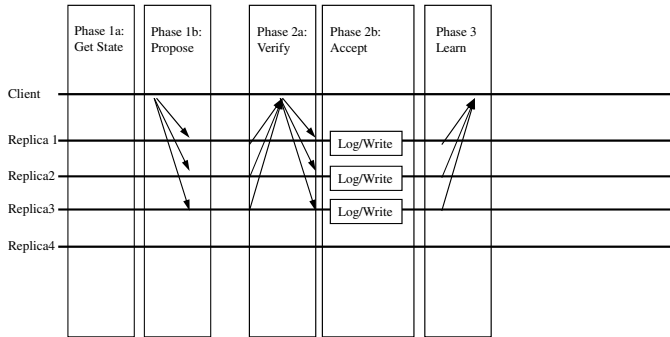 Phase 1a:
Get State
Phase 1b:
Propose
Phase 2a:
Verify
Phase 2b:
Accept
Phase 3
Learn
Client
Replica 1
Log/Write
Replica2
Log/Write
Replica3
Log/Write
Replica4